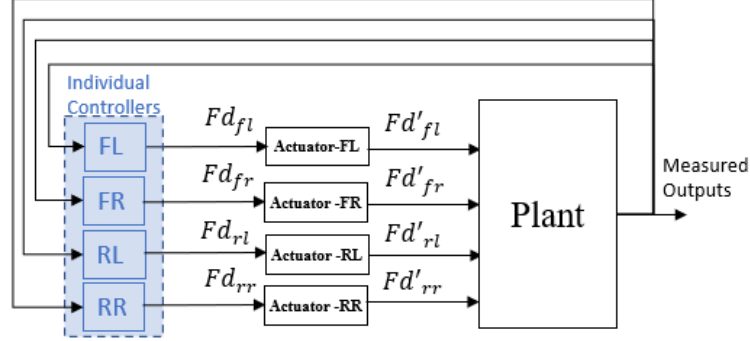 Individual
Controllers
FL
Fd_fl
Actuator-FL
Fd'_fl
FR
Fd_fr
Actuator -FR
Fd'_fr
RL
Fd_rl
Actuator -RL
Fd'_rl
RR
Fd_rr
Actuator -RR
Fd'_rr
Plant
Measured
Outputs